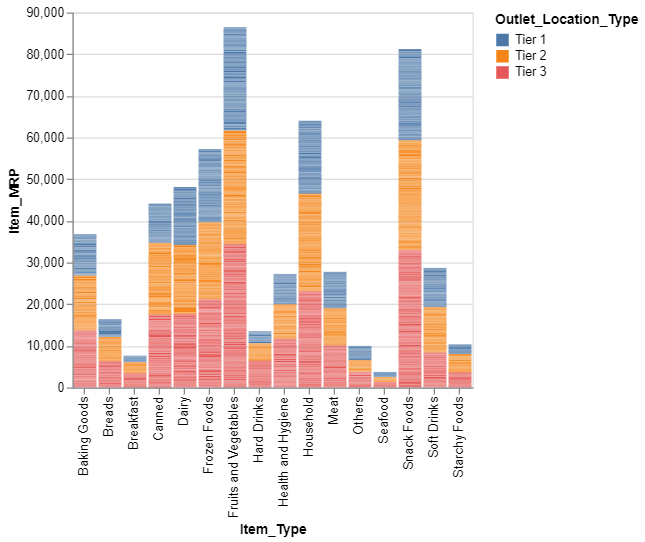 Outlet_Location_Type
Tier 1
Tier 2
Tier 3
Item_MRP
90,000
80,000
70,000
60,000
50,000
40,000
30,000
20,000
10,000
0
Baking Goods
Breads
Breakfast
Canned
Dairy
Frozen Foods
Fruits and Vegetables
Hard Drinks
Health and Hygiene
Household
Meat
Others
Seafood
Snack Foods
Soft Drinks
Starchy Foods
Item_Type